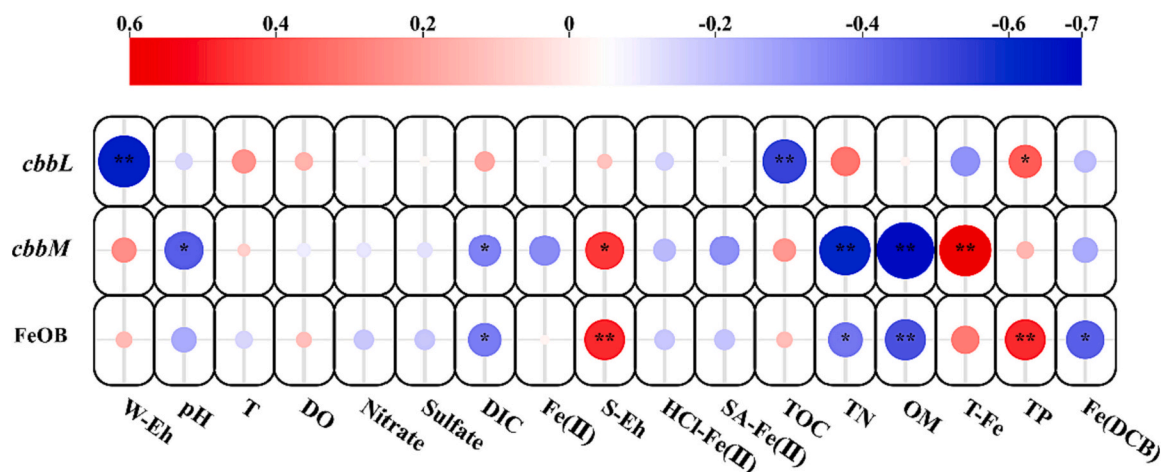 0.6 0.4 0.2 0 -0.2 -0.4 -0.6 -0.7
cbbL ** ** *
cbbM * * * ** ** **
FeOB * ** * ** ** *
W-Eh pH T DO Nitrate Sulfate DIC Fe(II) S-Eh HCl-Fe(II) SA-Fe(II) TOC TN OM T-Fe TP Fe(DCB)